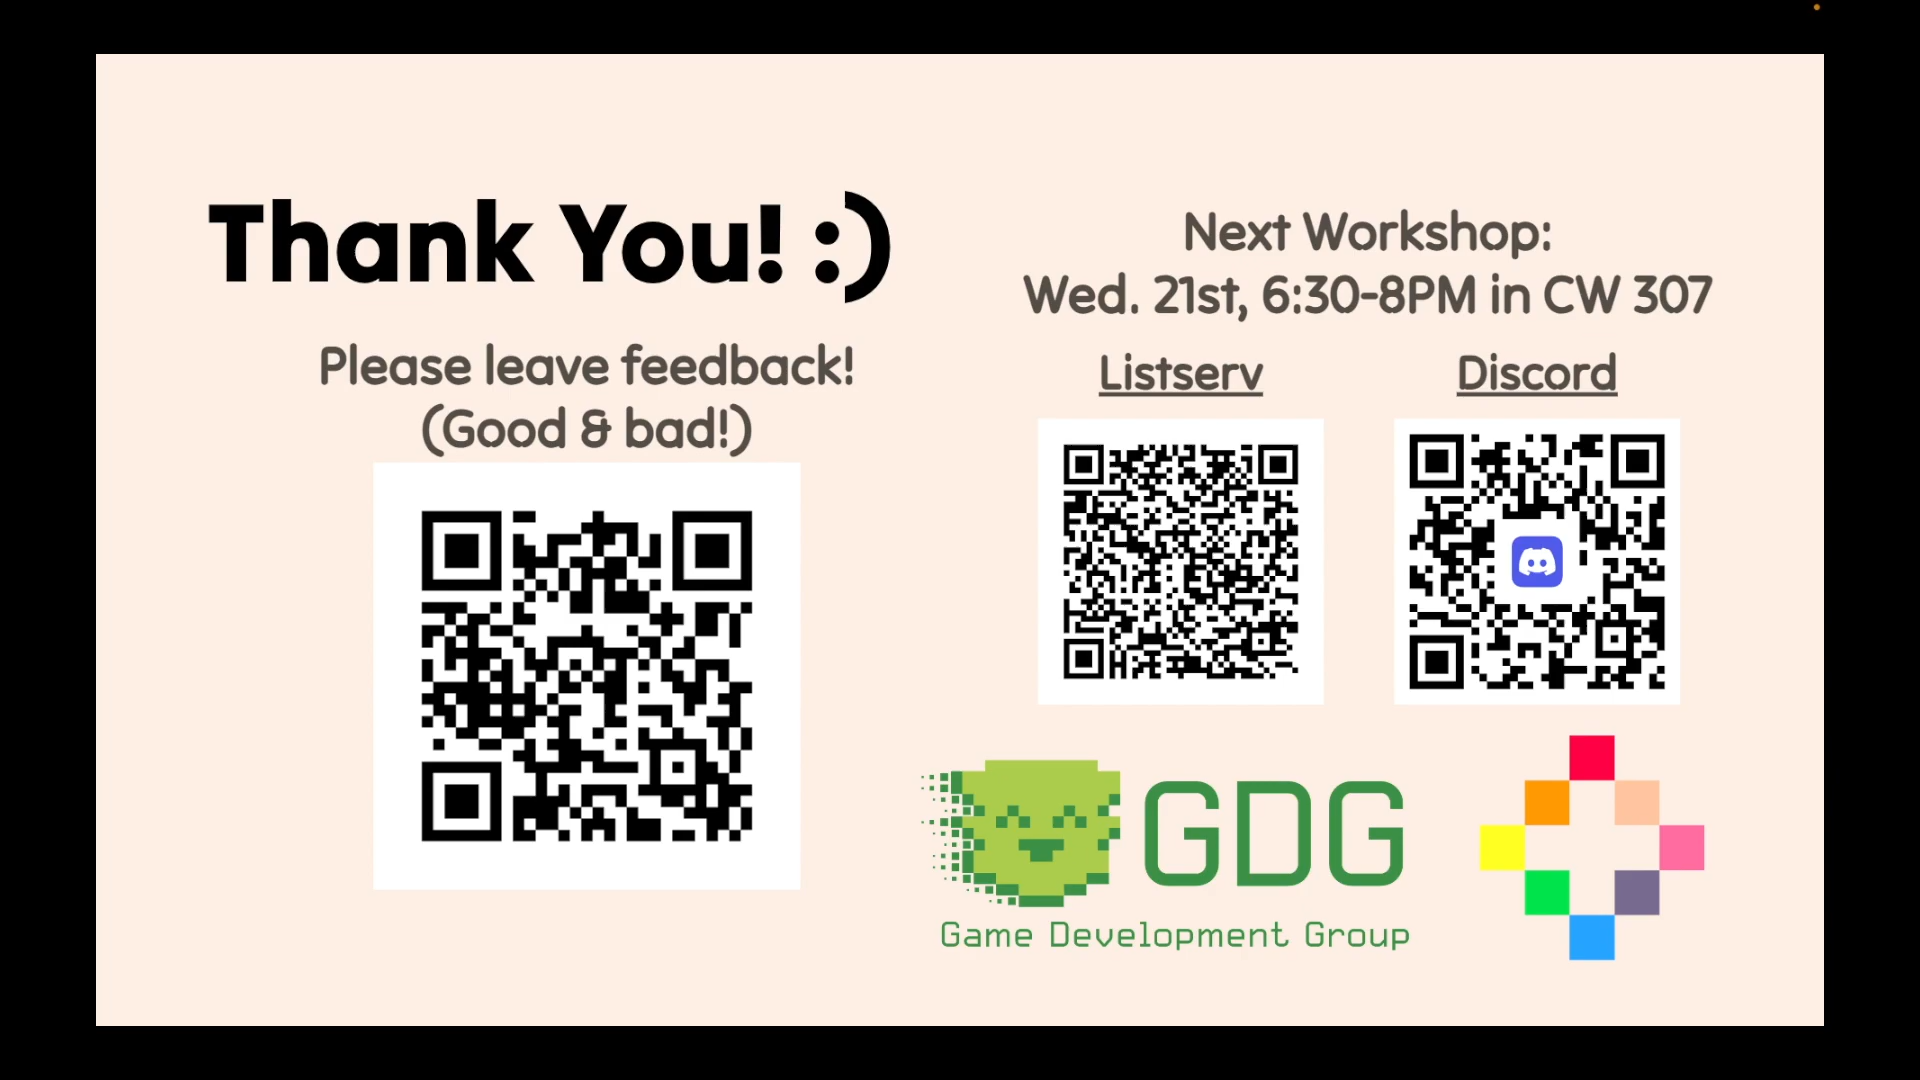 Thank You! :)
Please leave feedback!
(Good & bad!)
Next Workshop:
Wed. 21st, 6:30-8PM in CW 307
Listserv
Discord
GDG
Game Development Group